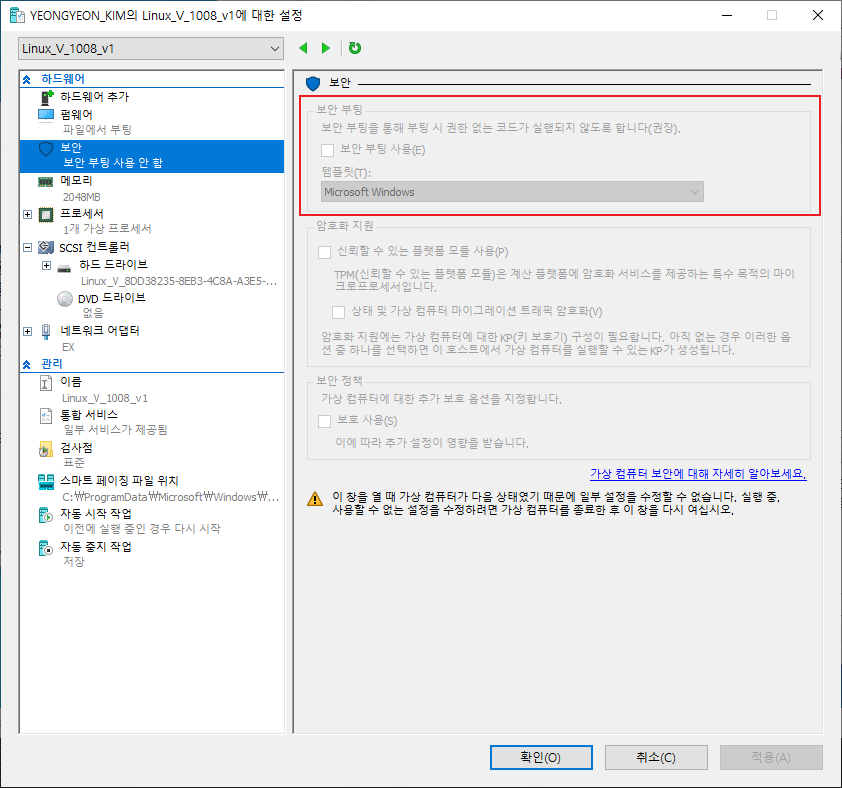 YEONGYEON_KIM의 Linux_V_1008_v1에 대한 설정
Linux_V_1008_v1
하드웨어
하드웨어 추가
펌웨어
파일에서 부팅
보안
보안 부팅 사용 안 함
메모리
2048MB
프로세서
1개 가상 프로세서
SCSI 컨트롤러
하드 드라이브
Linux_V_8DD38235-8EB3-4C8A-A3E5-...
DVD 드라이브
없음
네트워크 어댑터
EX
관리
이름
Linux_V_1008_v1
통합 서비스
일부 서비스가 제공됨
검사점
표준
스마트 페이징 파일 위치
C:₩ProgramData₩Microsoft₩Windows₩...
자동 시작 작업
이전에 실행 중인 경우 다시 시작
자동 중지 작업
저장
보안
보안 부팅
보안 부팅을 통해 부팅 시 권한 없는 코드가 실행되지 않도록 합니다(권장).
보안 부팅 사용(E)
템플릿(T):
Microsoft Windows
암호화 지원
신뢰할 수 있는 플랫폼 모듈 사용(P)
TPM(신뢰할 수 있는 플랫폼 모듈)은 계산 플랫폼에 암호화 서비스를 제공하는 특수 목적의 마이
크로프로세서입니다.
상태 및 가상 컴퓨터 마이그레이션 트래픽 암호화(V)
암호화 지원에는 가상 컴퓨터에 대한 KP(키 보호기) 구성이 필요합니다. 아직 없는 경우 이러한 옵
션 중 하나를 선택하면 이 호스트에서 가상 컴퓨터를 실행할 수 있는 KP가 생성됩니다.
보안 정책
가상 컴퓨터에 대한 추가 보호 옵션을 지정합니다.
보호 사용(S)
이에 따라 추가 설정이 영향을 받습니다.
가상 컴퓨터 보안에 대해 자세히 알아보세요.
이 창을 열 때 가상 컴퓨터가 다음 상태였기 때문에 일부 설정을 수정할 수 없습니다. 실행 중.
사용할 수 없는 설정을 수정하려면 가상 컴퓨터를 종료한 후 이 창을 다시 여십시오.
확인(O)
취소(C)
적용(A)